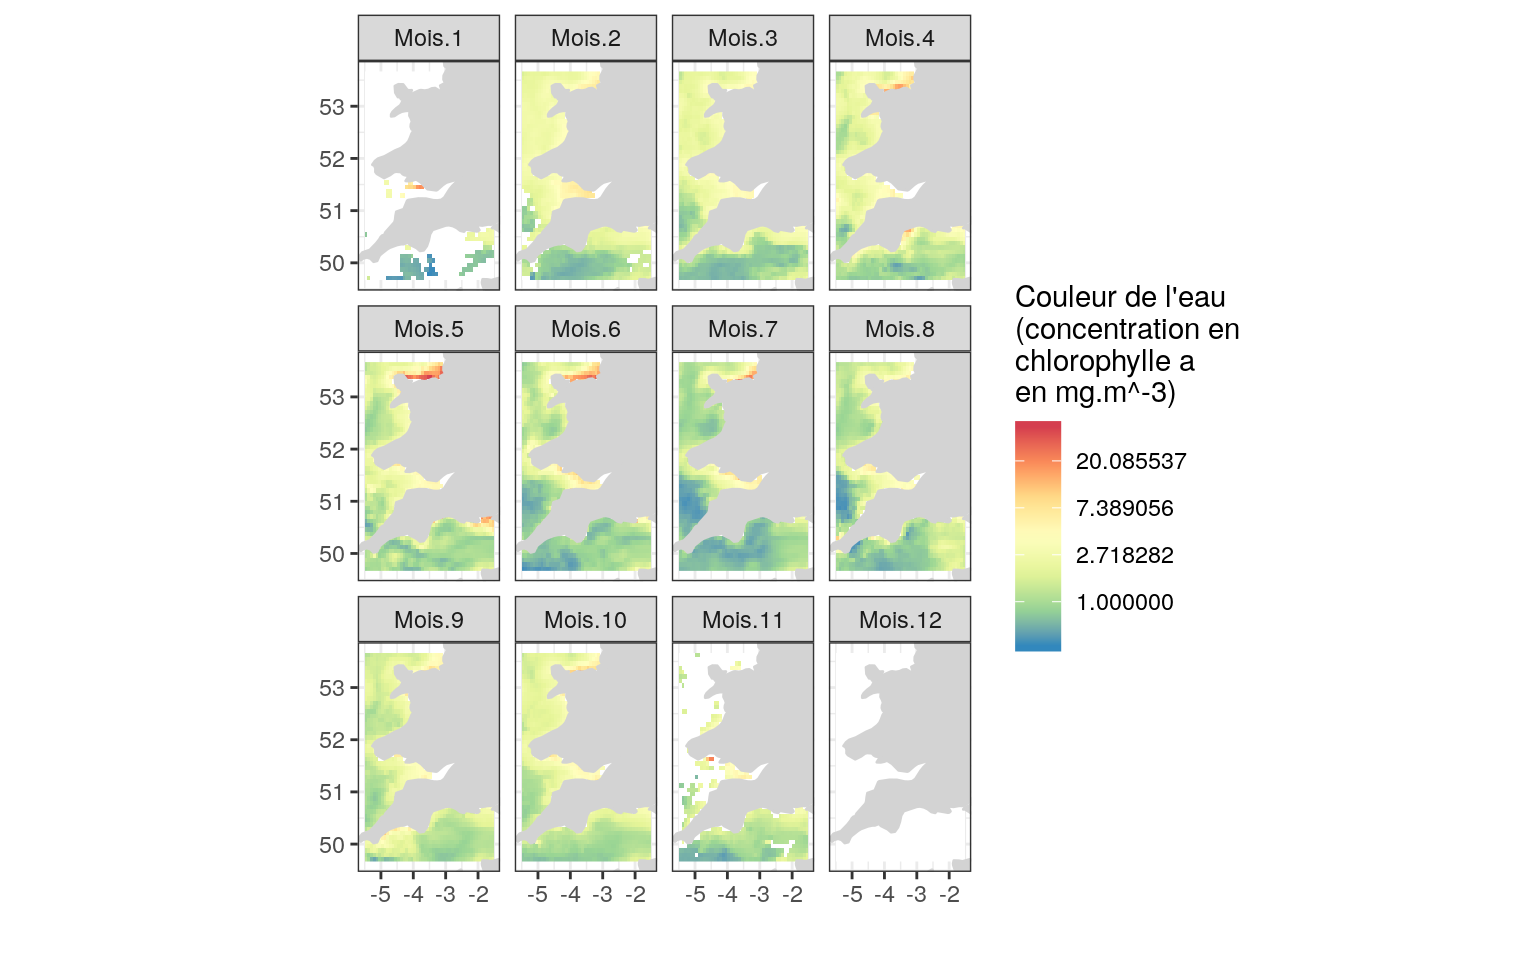 Mois.1 Mois.2 Mois.3 Mois.4
53
52
51
50
Mois.5 Mois.6 Mois.7 Mois.8
53
52
51
50
Mois.9 Mois.10 Mois.11 Mois.12
53
52
51
50
-5 -4 -3 -2 -5 -4 -3 -2 -5 -4 -3 -2 -5 -4 -3 -2
Couleur de l'eau
(concentration en
chlorophylle a
en mg.m^-3)
20.085537
7.389056
2.718282
1.000000